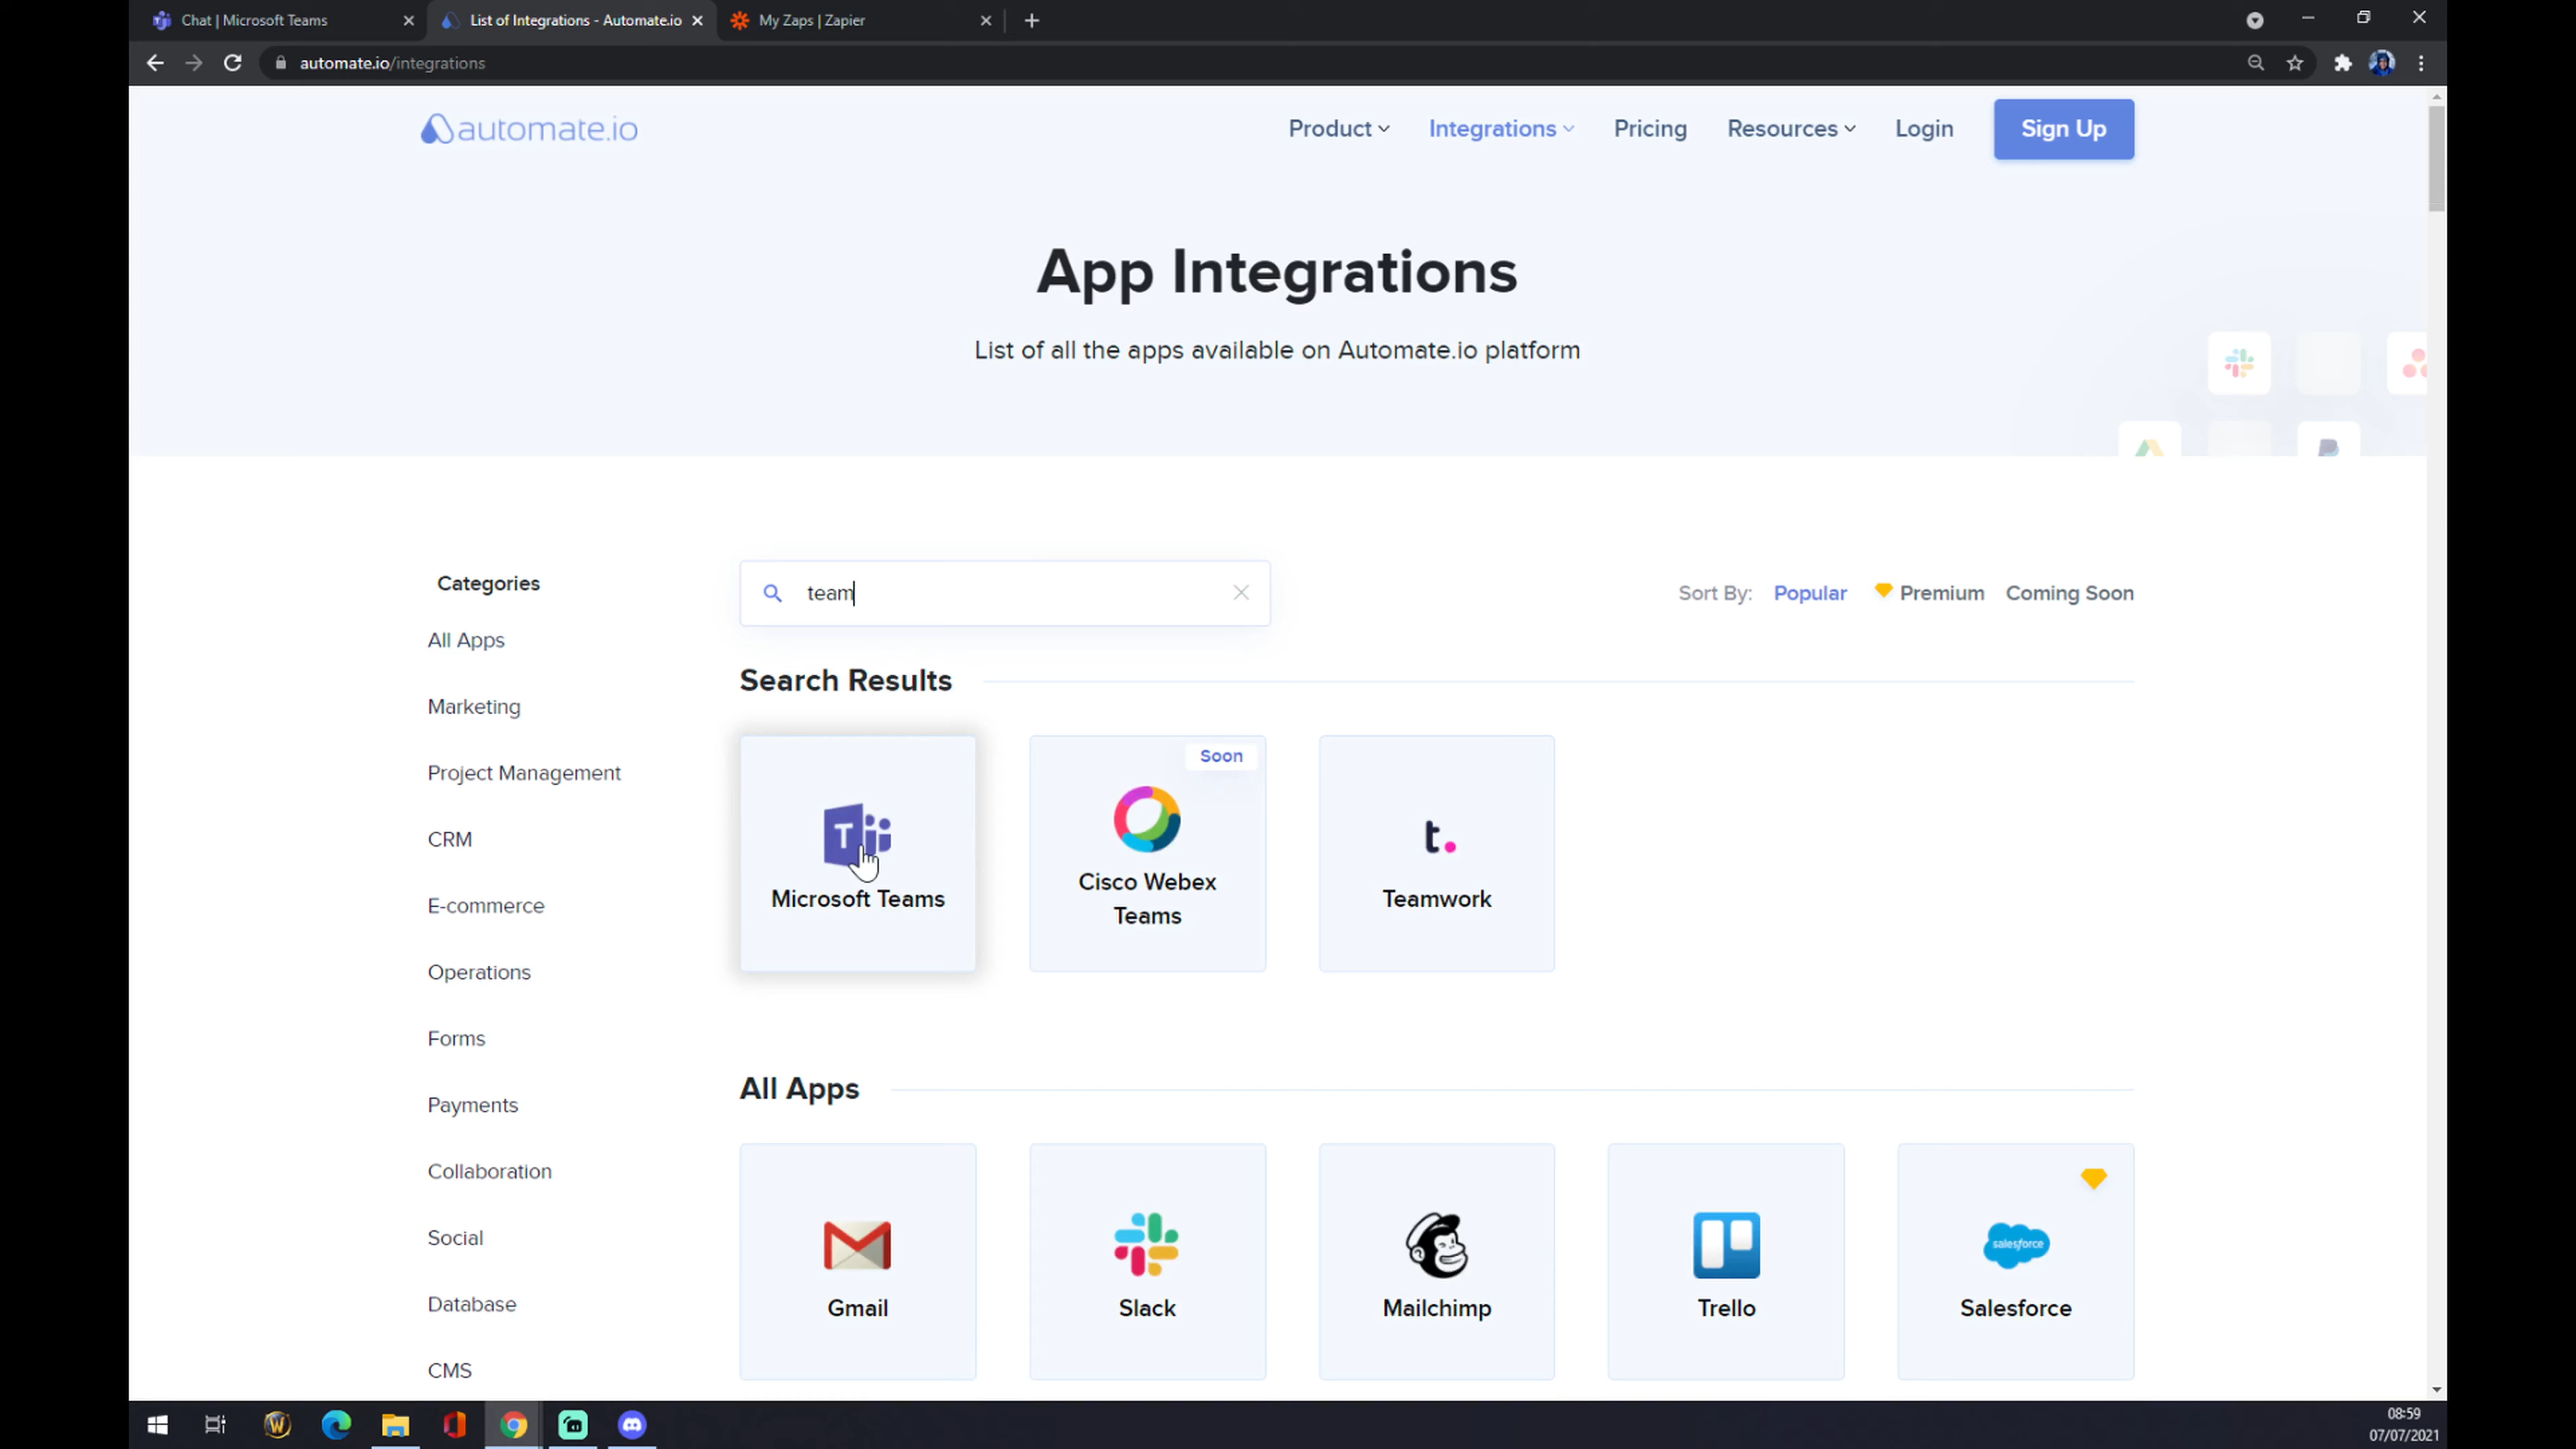 Chat | Microsoft Teams
List of Integrations - Automate.io
My Zaps | Zapier
automate.io/integrations
automate.io
Product
Integrations
Pricing
Resources
Login
Sign Up
App Integrations
List of all the apps available on Automate.io platform
Categories
All Apps
Marketing
Project Management
CRM
E-commerce
Operations
Forms
Payments
Collaboration
Social
Database
CMS
team
Sort By:
Popular
Premium
Coming Soon
Search Results
T
Microsoft Teams
Soon
Cisco Webex
Teams
t.
Teamwork
All Apps
Gmail
Slack
Mailchimp
Trello
salesforce
Salesforce
08:59
07/07/2021